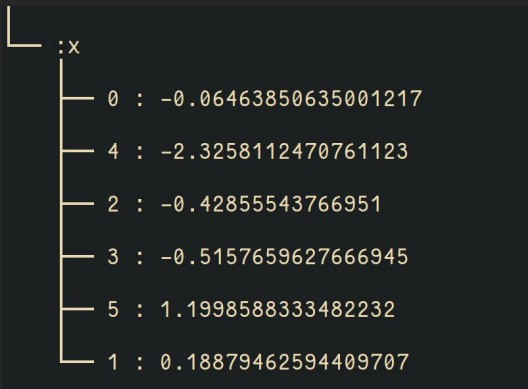 :x
0 : -0.06463850635001217
4 : -2.3258112470761123
2 : -0.42855543766951
3 : -0.5157659627666945
5 : 1.1998588333482232
1 : 0.18879462594409707